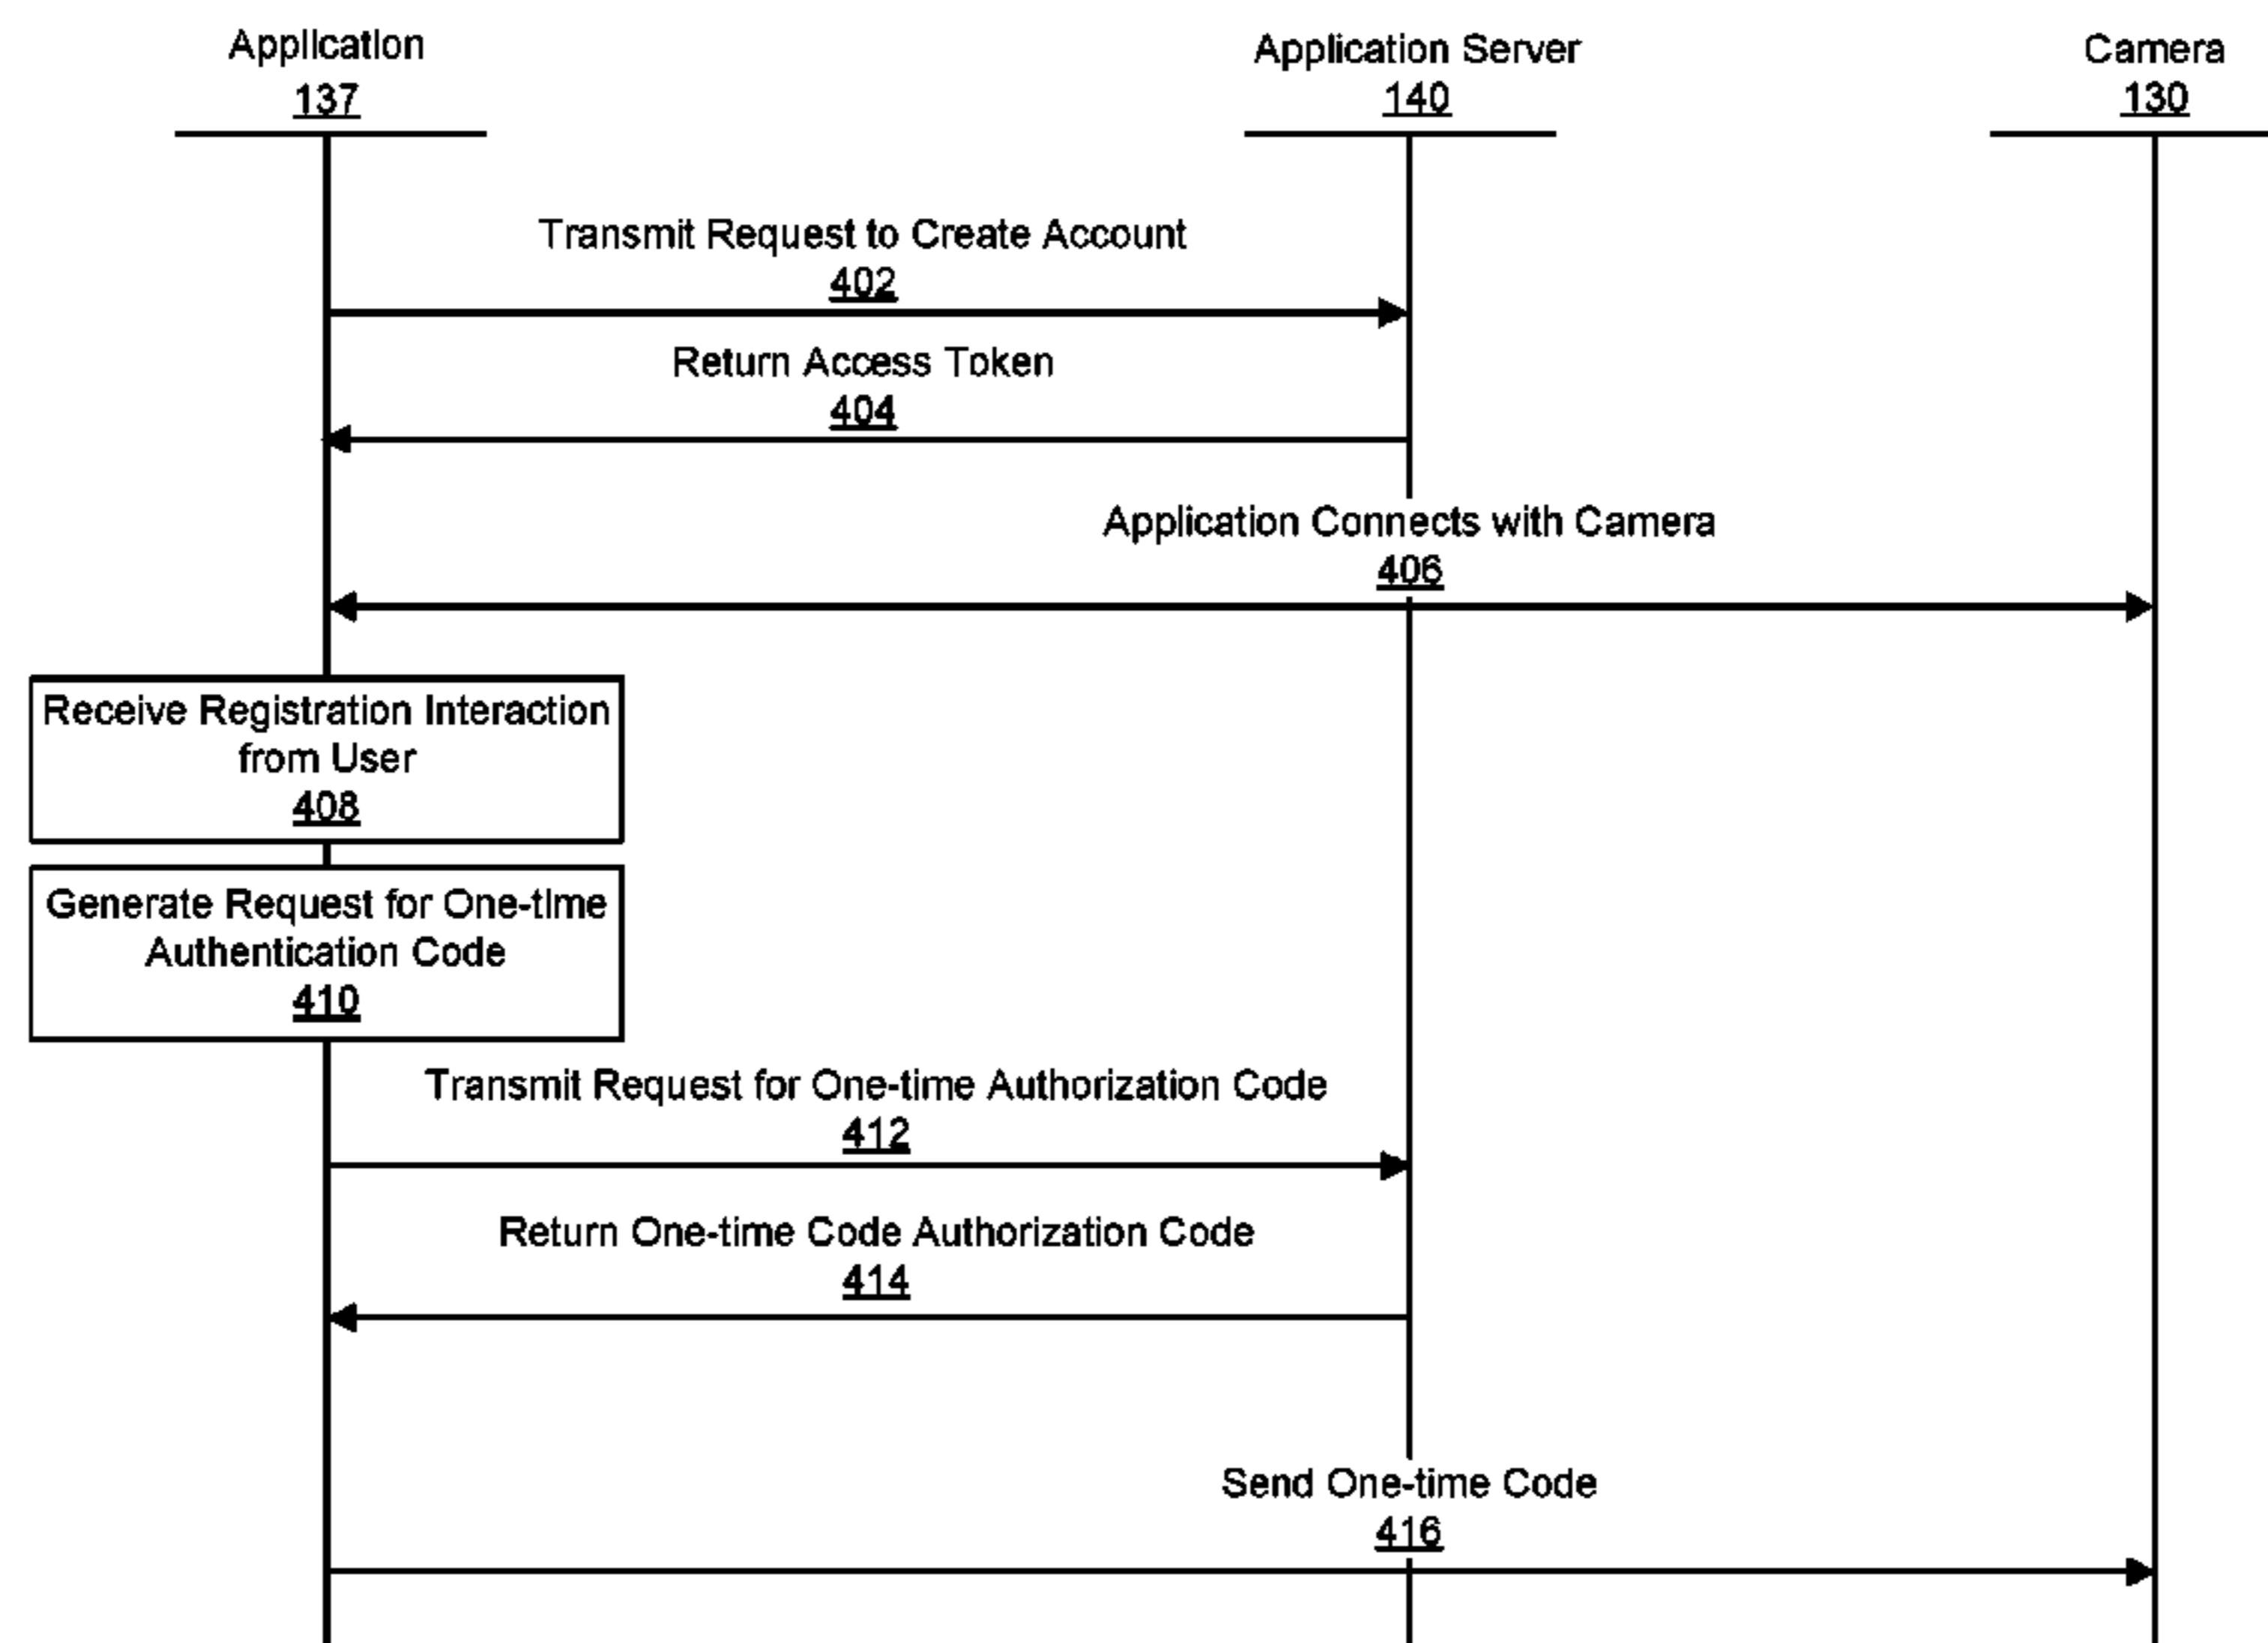 Application
137
Application Server
140
Camera
130
Transmit Request to Create Account
402
Return Access Token
404
Application Connects with Camera
406
Receive Registration Interaction
from User
408
Generate Request for One-time
Authentication Code
410
Transmit Request for One-time Authorization Code
412
Return One-time Code Authorization Code
414
Send One-time Code
416